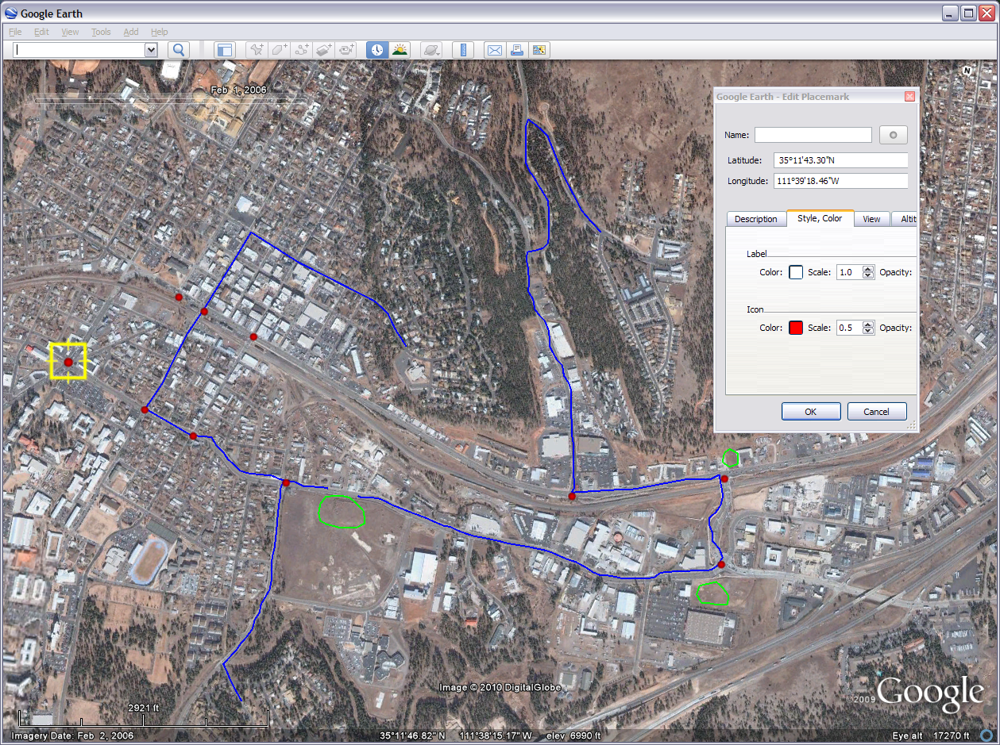 Google Earth
File Edit View Tools Add Help
Feb 1, 2006
N
Google Earth - Edit Placemark
Name:
Latitude: 35°11'43.30"N
Longitude: 111°39'18.46"W
Description Style, Color View Altit
Label
Color: Scale: 1.0 Opacity:
Icon
Color: Scale: 0.5 Opacity:
OK Cancel
Image © 2010 DigitalGlobe
©2009 Google
2921 ft
Imagery Date: Feb 2, 2006 35°11'46.82" N 111°38'15.17" W elev 6990 ft Eye alt 17270 ft